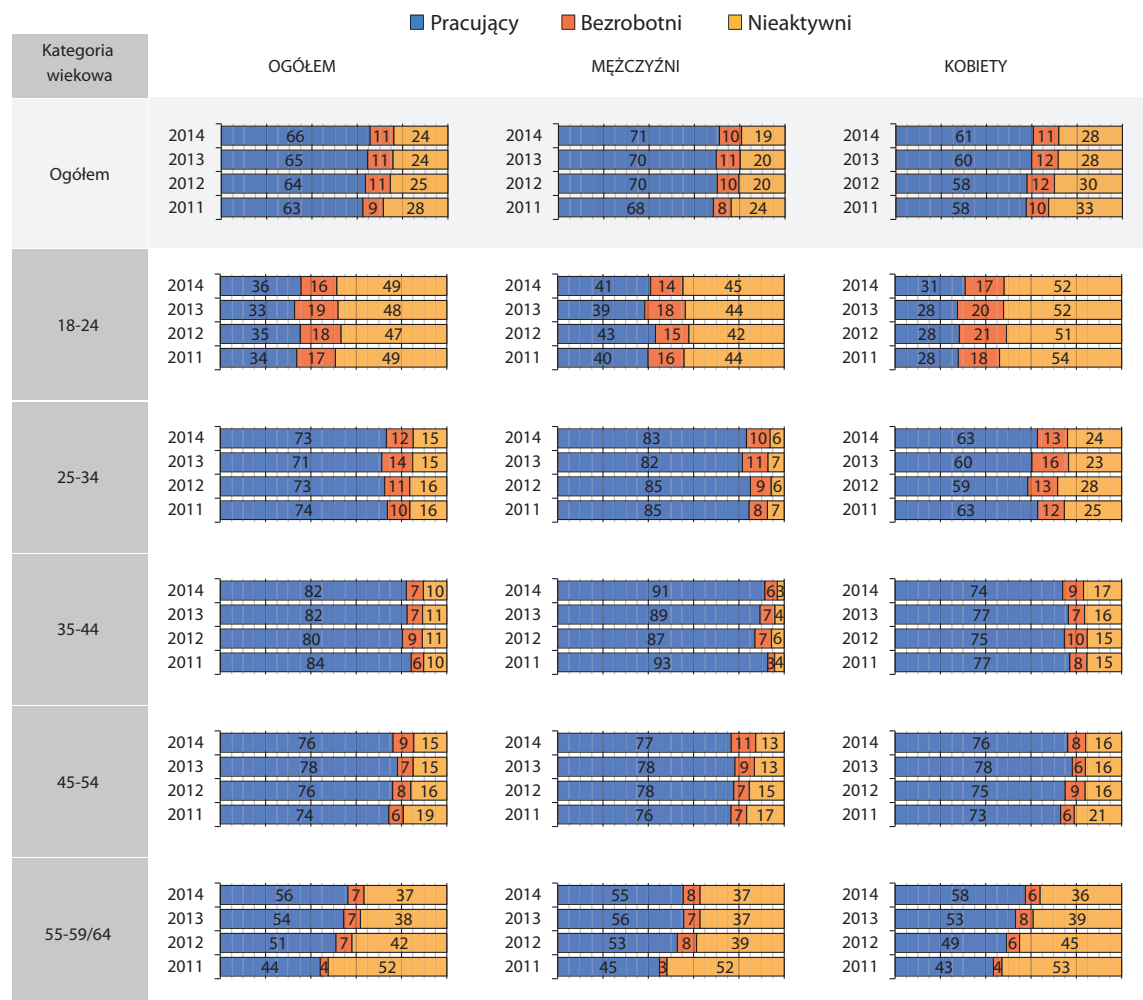 Pracujący Bezrobotni Nieaktywni
Kategoria
wiekowa
OGÓŁEM MĘŻCZYŹNI KOBIETY
Ogółem
2014 66 11 24 2014 71 10 19 2014 61 11 28
2013 65 11 24 2013 70 11 20 2013 60 12 28
2012 64 11 25 2012 70 10 20 2012 58 12 30
2011 63 9 28 2011 68 8 24 2011 58 10 33
18-24
2014 36 16 49 2014 41 14 45 2014 31 17 52
2013 33 19 48 2013 39 18 44 2013 28 20 52
2012 35 18 47 2012 43 15 42 2012 28 21 51
2011 34 17 49 2011 40 16 44 2011 28 18 54
25-34
2014 73 12 15 2014 83 10 6 2014 63 13 24
2013 71 14 15 2013 82 11 7 2013 60 16 23
2012 73 11 16 2012 85 9 6 2012 59 13 28
2011 74 10 16 2011 85 8 7 2011 63 12 25
35-44
2014 82 7 10 2014 91 6 3 2014 74 9 17
2013 82 7 11 2013 89 7 4 2013 77 7 16
2012 80 9 11 2012 87 7 6 2012 75 10 15
2011 84 6 10 2011 93 3 4 2011 77 8 15
45-54
2014 76 9 15 2014 77 11 13 2014 76 8 16
2013 78 7 15 2013 78 9 13 2013 78 6 16
2012 76 8 16 2012 78 7 15 2012 75 9 16
2011 74 6 19 2011 76 7 17 2011 73 6 21
55-59/64
2014 56 7 37 2014 55 8 37 2014 58 6 36
2013 54 7 38 2013 56 7 37 2013 53 8 39
2012 51 7 42 2012 53 8 39 2012 49 6 45
2011 44 4 52 2011 45 3 52 2011 43 4 53